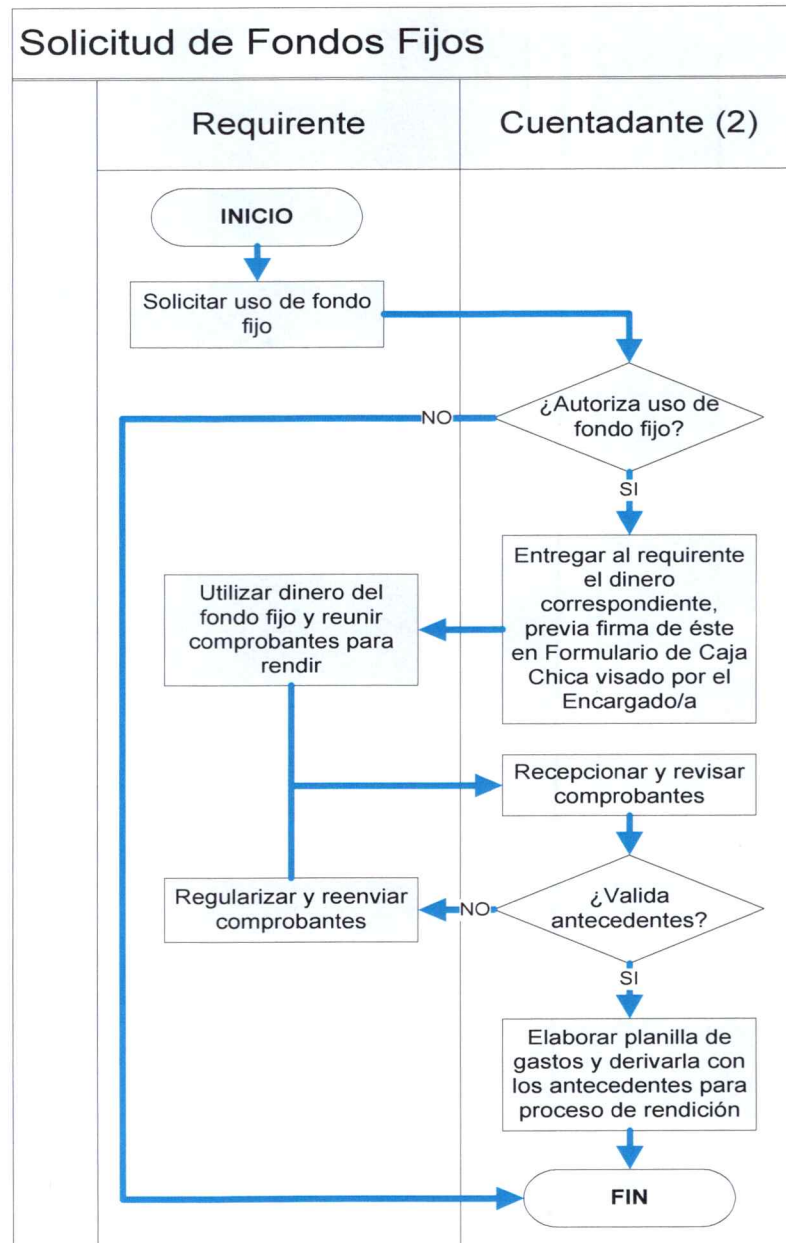 Solicitud de Fondos Fijos
Requirente
Cuentadante (2)
INICIO
Solicitar uso de fondo
fijo
¿Autoriza uso de
fondo fijo?
NO
SI
Entregar al requirente
el dinero
correspondiente,
previa firma de éste
en Formulario de Caja
Chica visado por el
Encargado/a
Utilizar dinero del
fondo fijo y reunir
comprobantes para
rendir
Recepcionar y revisar
comprobantes
¿Valida
antecedentes?
NO
Regularizar y reenviar
comprobantes
SI
Elaborar planilla de
gastos y derivarla con
los antecedentes para
proceso de rendición
FIN